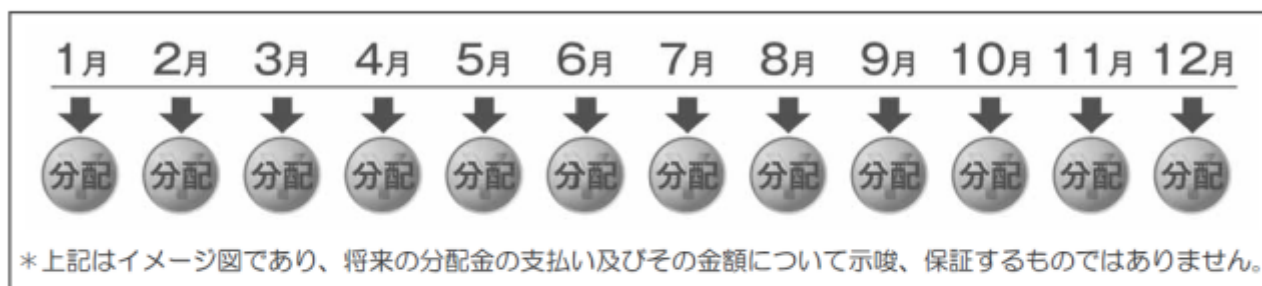 1月 2月 3月 4月 5月 6月 7月 8月 9月 10月 11月 12月
分配 分配 分配 分配 分配 分配 分配 分配 分配 分配 分配 分配
＊上記はイメージ図であり、将来の分配金の支払い及びその金額について示唆、保証するものではありません。